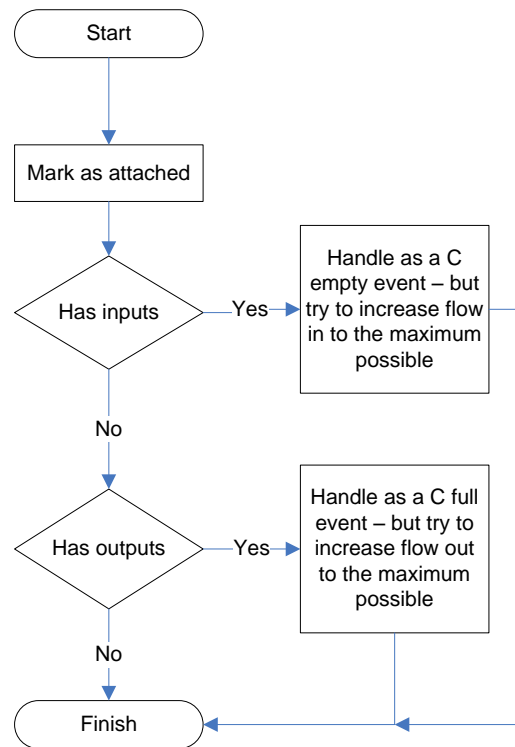 Start
Mark as attached
Has inputs
Yes
Handle as a C
empty event – but
try to increase flow
in to the maximum
possible
No
Has outputs
Yes
Handle as a C full
event – but try to
increase flow out
to the maximum
possible
No
Finish